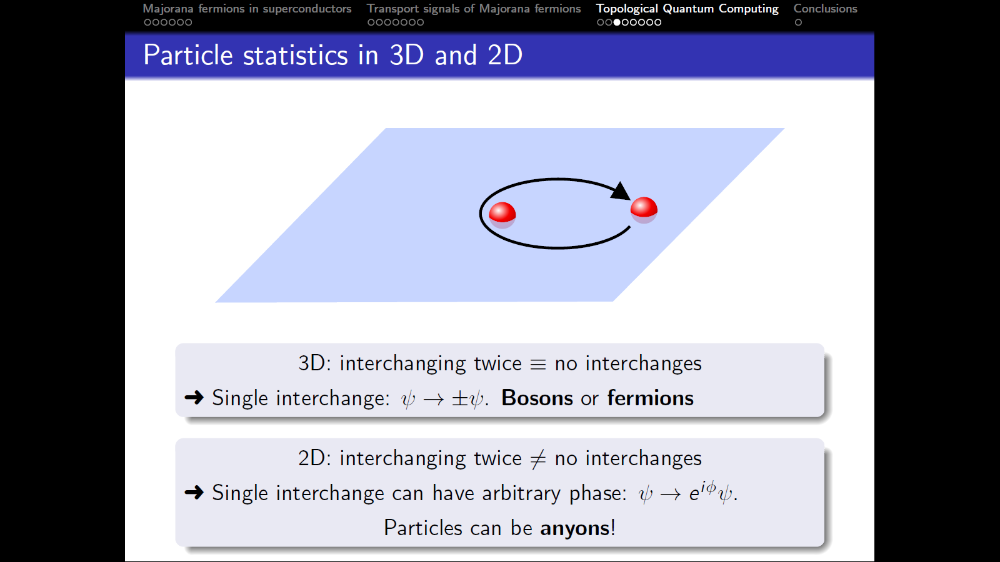 Majorana fermions in superconductors Transport signals of Majorana fermions Topological Quantum Computing Conclusions
Particle statistics in 3D and 2D
3D: interchanging twice ≡ no interchanges
➜ Single interchange: ψ → ±ψ. Bosons or fermions
2D: interchanging twice ≠ no interchanges
➜ Single interchange can have arbitrary phase: ψ → e^{iϕ}ψ.
Particles can be anyons!